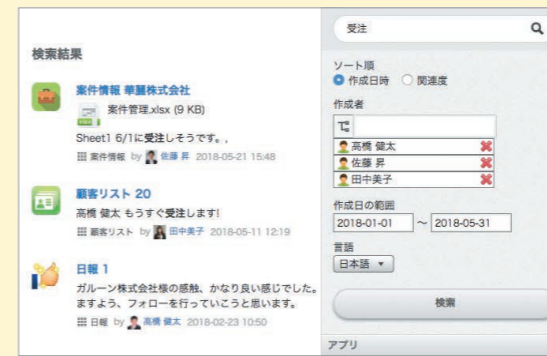 検索結果
案件情報 華麗株式会社
案件管理.xlsx (9 KB)
Sheet1 6/1に受注しそうです。,
案件情報 by 佐藤 昇 2018-05-21 15:48
顧客リスト 20
高橋 健太 もうすぐ受注します!
顧客リスト by 田中美子 2018-05-11 12:19
日報 1
ガルーン株式会社様の感触、かなり良い感じでした。
ますよう、フォローを行っていこうと思います。
日報 by 高橋 健太 2018-02-23 10:50
受注
ソート順
作成日時 関連度
作成者
高橋 健太
佐藤 昇
田中美子
作成日の範囲
2018-01-01 ～ 2018-05-31
言語
日本語
検索
アプリ